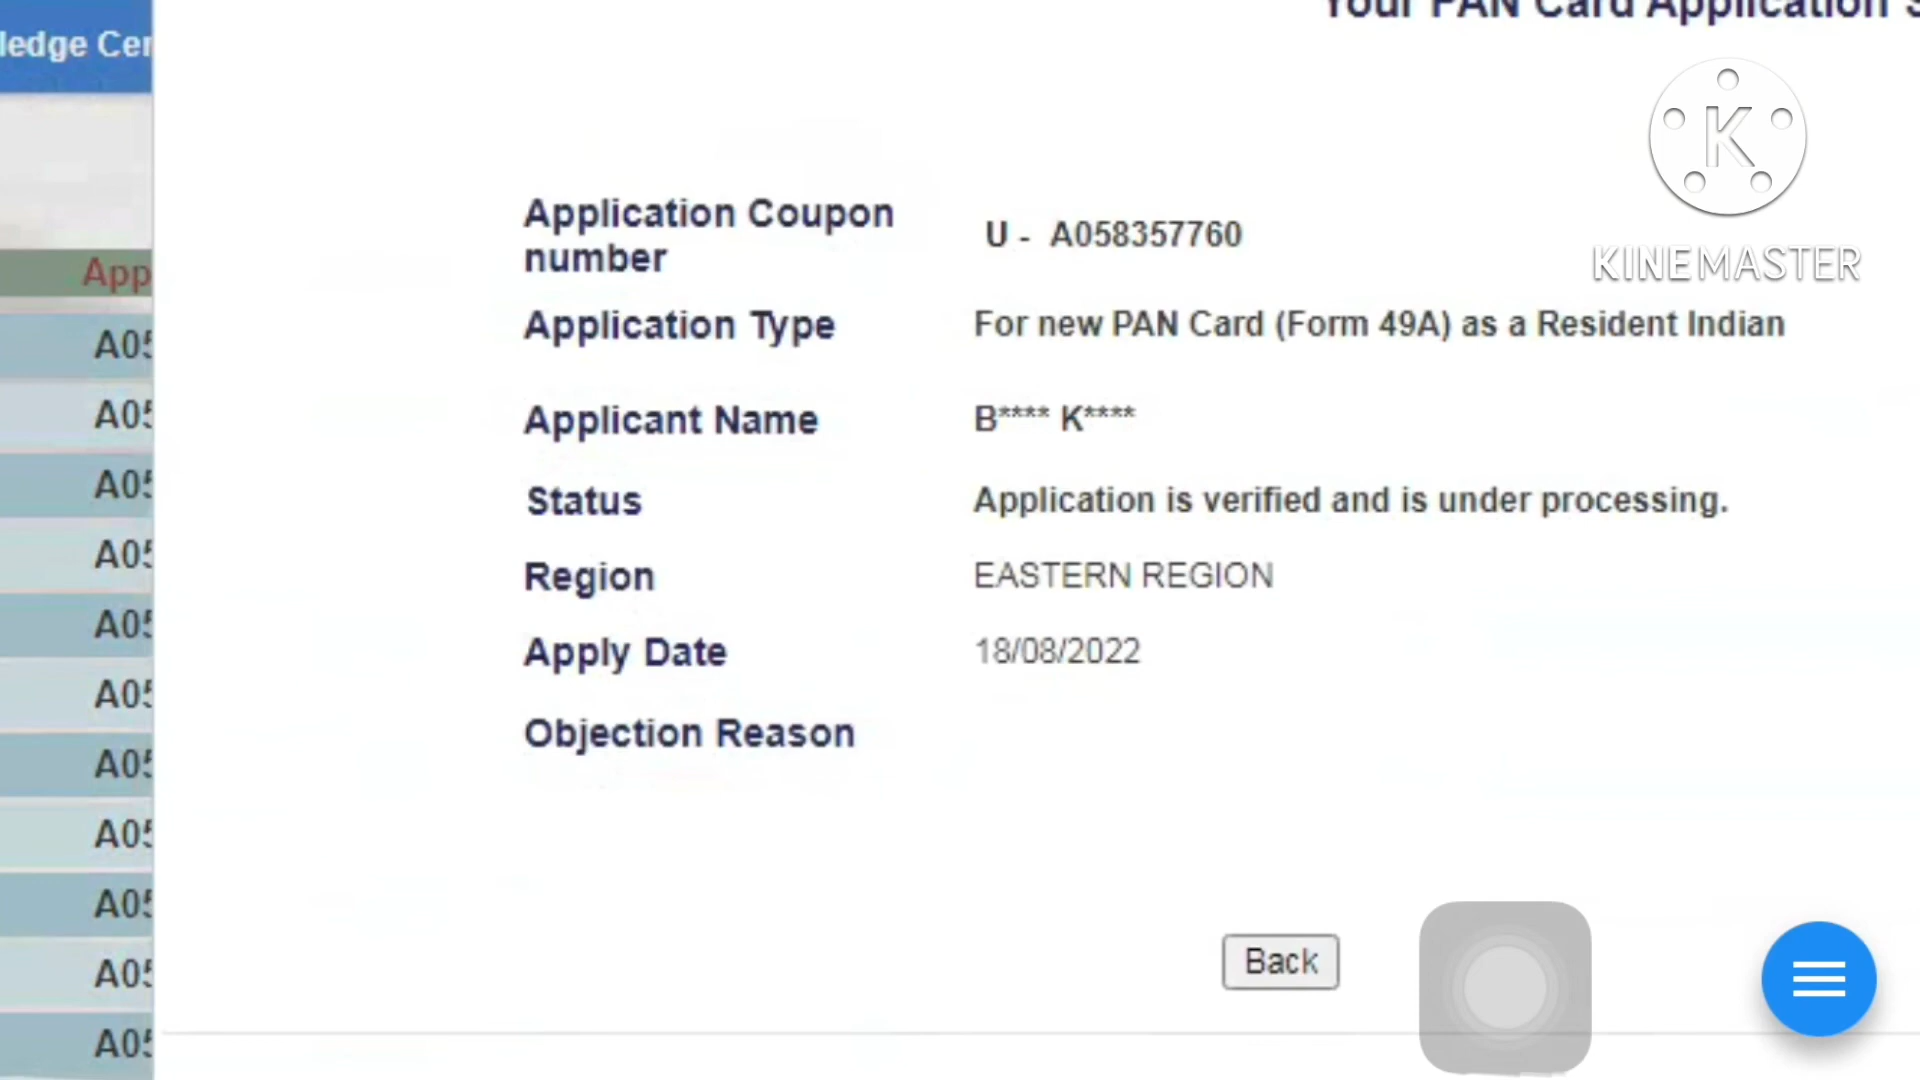 Your PAN Card Application S
ledge Cer
K
KINEMASTER
App
A05
A05
A05
A05
A05
A05
A05
A05
A05
A05
A05
Application Coupon number U - A058357760
Application Type For new PAN Card (Form 49A) as a Resident Indian
Applicant Name B**** K****
Status Application is verified and is under processing.
Region EASTERN REGION
Apply Date 18/08/2022
Objection Reason
Back